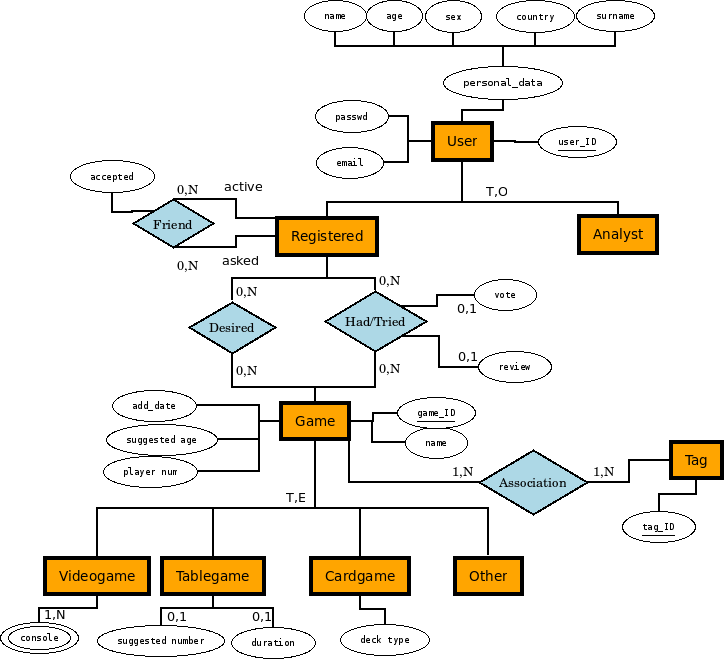 name
age
sex
country
surname
personal_data
passwd
User
user_ID
email
accepted
0,N
active
T,O
Friend
Registered
Analyst
0,N
asked
0,N
0,N
vote
0,1
Desired
Had/Tried
0,N
0,N
0,1
review
add_date
game_ID
suggested age
Game
name
player num
1,N
Association
1,N
Tag
T,E
tag_ID
Videogame
Tablegame
Cardgame
Other
1,N
0,1
0,1
console
suggested number
duration
deck type